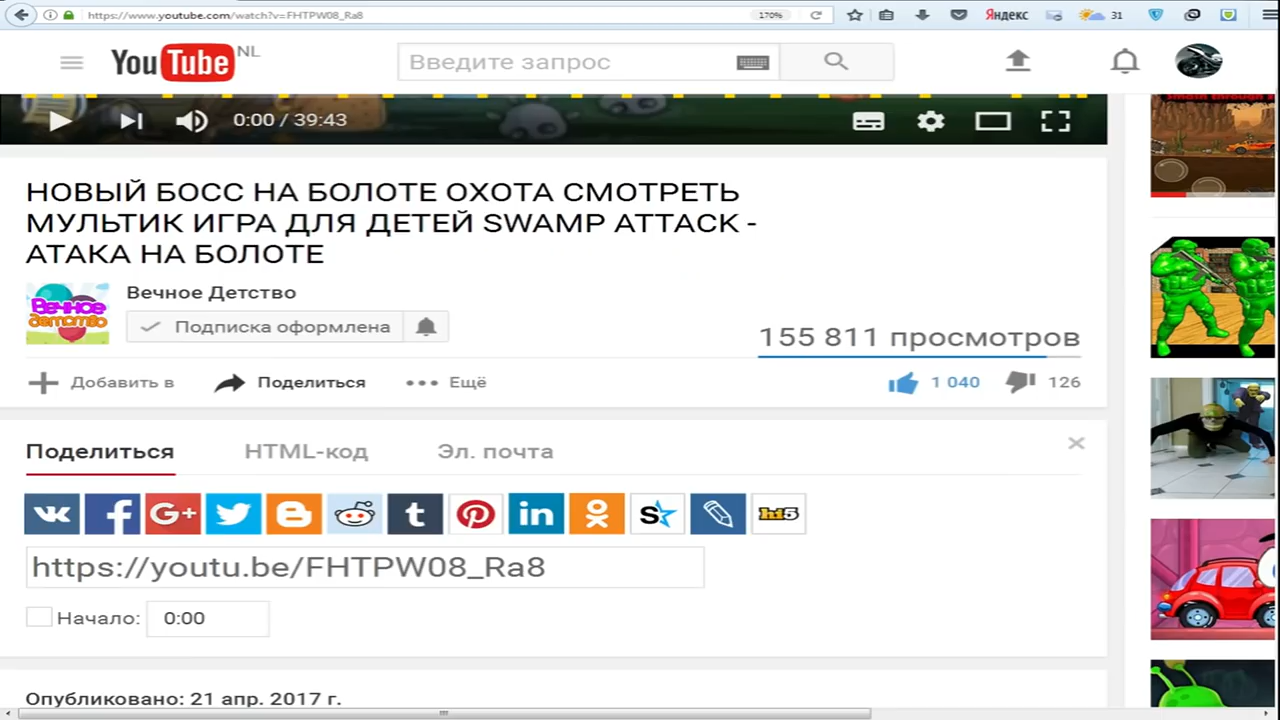 https://www.youtube.com/watch?v=FHTPW08_Ra8
170%
Яндекс
31
YouTube NL
Введите запрос
0:00 / 39:43
НОВЫЙ БОСС НА БОЛОТЕ ОХОТА СМОТРЕТЬ
МУЛЬТИК ИГРА ДЛЯ ДЕТЕЙ SWAMP ATTACK -
АТАКА НА БОЛОТЕ
Вечное Детство
Вечное
детство
Подписка оформлена
155 811 просмотров
Добавить в
Поделиться
Ещё
1 040
126
Поделиться
HTML-код
Эл. почта
hi5
https://youtu.be/FHTPW08_Ra8
Начало:
0:00
Опубликовано: 21 апр. 2017 г.